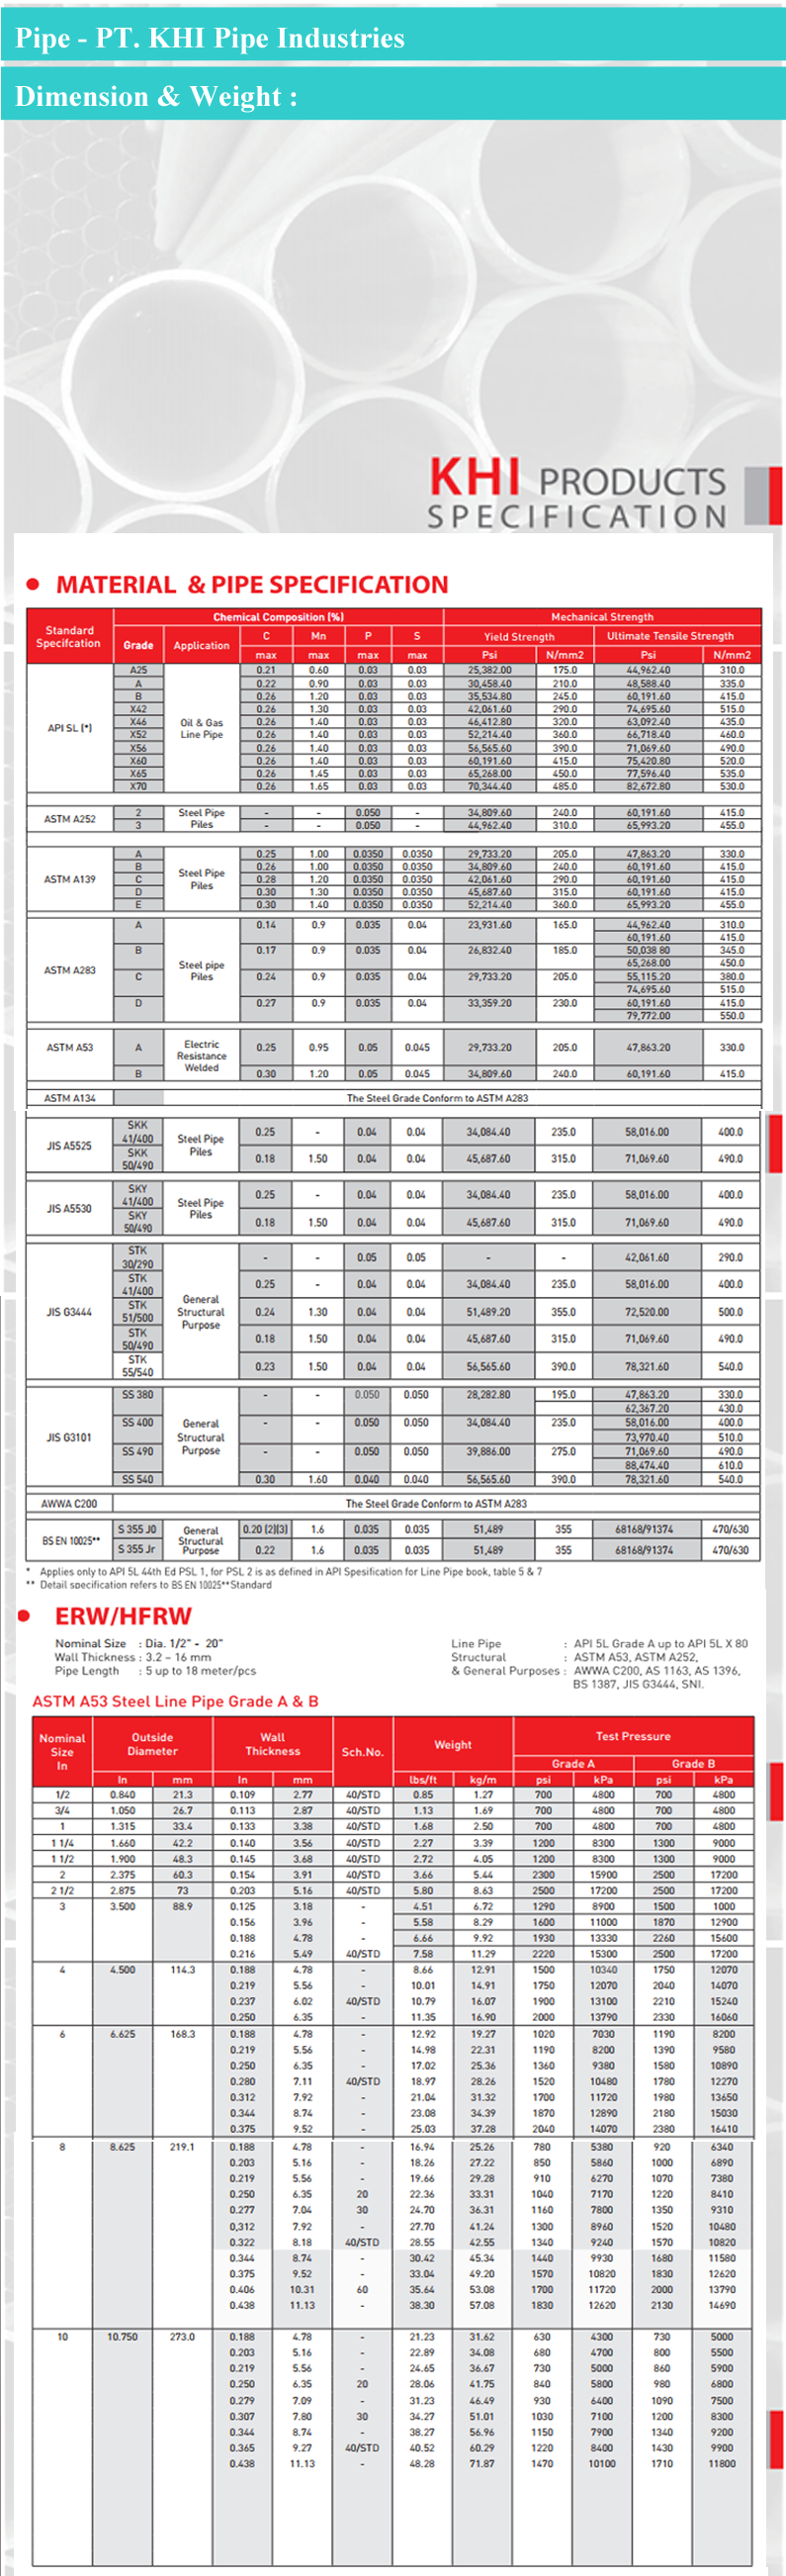 Pipe - PT. KHI Pipe Industries
Dimension & Weight :
KHI PRODUCTS
SPECIFICATION
• MATERIAL & PIPE SPECIFICATION
Standard Specifcation Chemical Composition (%) Mechanical Strength
Grade Application C Mn P S Yield Strength Ultimate Tensile Strength
max max max max Psi N/mm2 Psi N/mm2
API SL (*) Oil & Gas Line Pipe
A25 0.21 0.60 0.03 0.03 25,382.00 175.0 44,962.40 310.0
A 0.22 0.90 0.03 0.03 30,458.40 210.0 48,588.40 335.0
B 0.26 1.20 0.03 0.03 35,534.80 245.0 60,191.60 415.0
X42 0.26 1.30 0.03 0.03 42,061.60 290.0 74,695.60 515.0
X46 0.26 1.40 0.03 0.03 46,412.80 320.0 63,092.40 435.0
X52 0.26 1.40 0.03 0.03 52,214.40 360.0 66,718.40 460.0
X56 0.26 1.40 0.03 0.03 56,565.60 390.0 71,069.60 490.0
X60 0.26 1.40 0.03 0.03 60,191.60 415.0 75,420.80 520.0
X65 0.26 1.45 0.03 0.03 65,268.00 450.0 77,596.40 535.0
X70 0.26 1.65 0.03 0.03 70,344.40 485.0 82,672.80 530.0
ASTM A252 Steel Pipe Piles
2 - - 0.050 - 34,809.60 240.0 60,191.60 415.0
3 - - 0.050 - 44,962.40 310.0 65,993.20 455.0
ASTM A139 Steel Pipe Piles
A 0.25 1.00 0.0350 0.0350 29,733.20 205.0 47,863.20 330.0
B 0.26 1.00 0.0350 0.0350 34,809.60 240.0 60,191.60 415.0
C 0.28 1.20 0.0350 0.0350 42,061.60 290.0 60,191.60 415.0
D 0.30 1.30 0.0350 0.0350 45,687.60 315.0 60,191.60 415.0
E 0.30 1.40 0.0350 0.0350 52,214.40 360.0 65,993.20 455.0
ASTM A283 Steel pipe Piles
A 0.14 0.9 0.035 0.04 23,931.60 165.0 44,962.40 310.0
60,191.60 415.0
B 0.17 0.9 0.035 0.04 26,832.40 185.0 50,038 80 345.0
65,268.00 450.0
C 0.24 0.9 0.035 0.04 29,733.20 205.0 55,115.20 380.0
74,695.60 515.0
D 0.27 0.9 0.035 0.04 33,359.20 230.0 60,191.60 415.0
79,772.00 550.0
ASTM A53 Electric Resistance Welded
A 0.25 0.95 0.05 0.045 29,733.20 205.0 47,863.20 330.0
B 0.30 1.20 0.05 0.045 34,809.60 240.0 60,191.60 415.0
ASTM A134 The Steel Grade Conform to ASTM A283
JIS A5525 Steel Pipe Piles
SKK 41/400 0.25 - 0.04 0.04 34,084.40 235.0 58,016.00 400.0
SKK 50/490 0.18 1.50 0.04 0.04 45,687.60 315.0 71,069.60 490.0
JIS A5530 Steel Pipe Piles
SKY 41/400 0.25 - 0.04 0.04 34,084.40 235.0 58,016.00 400.0
SKY 50/490 0.18 1.50 0.04 0.04 45,687.60 315.0 71,069.60 490.0
JIS G3444 General Structural Purpose
STK 30/290 - - 0.05 0.05 - - 42,061.60 290.0
STK 41/400 0.25 - 0.04 0.04 34,084.40 235.0 58,016.00 400.0
STK 51/500 0.24 1.30 0.04 0.04 51,489.20 355.0 72,520.00 500.0
STK 50/490 0.18 1.50 0.04 0.04 45,687.60 315.0 71,069.60 490.0
STK 55/540 0.23 1.50 0.04 0.04 56,565.60 390.0 78,321.60 540.0
JIS G3101 General Structural Purpose
SS 380 - - 0.050 0.050 28,282.80 195.0 47,863.20 330.0
62,367.20 430.0
SS 400 - - 0.050 0.050 34,084.40 235.0 58,016.00 400.0
73,970.40 510.0
SS 490 - - 0.050 0.050 39,886.00 275.0 71,069.60 490.0
88,474.40 610.0
SS 540 0.30 1.60 0.040 0.040 56,565.60 390.0 78,321.60 540.0
AWWA C200 The Steel Grade Conform to ASTM A283
BS EN 10025** General Structural Purpose
S 355 J0 0.20 (2)(3) 1.6 0.035 0.035 51,489 355 68168/91374 470/630
S 355 Jr 0.22 1.6 0.035 0.035 51,489 355 68168/91374 470/630
* Applies only to API 5L 44th Ed PSL 1, for PSL 2 is as defined in API Spesification for Line Pipe book, table 5 & 7
** Detail specification refers to BS EN 10025**Standard
• ERW/HFRW
Nominal Size : Dia. 1/2" - 20"
Wall Thickness : 3.2 – 16 mm
Pipe Length : 5 up to 18 meter/pcs
Line Pipe : API 5L Grade A up to API 5L X 80
Structural : ASTM A53, ASTM A252,
& General Purposes : AWWA C200, AS 1163, AS 1396,
BS 1387, JIS G3444, SNI.
ASTM A53 Steel Line Pipe Grade A & B
Nominal Size In Outside Diameter Wall Thickness Sch.No. Weight Test Pressure
Grade A Grade B
In mm In mm lbs/ft kg/m psi kPa psi kPa
1/2 0.840 21.3 0.109 2.77 40/STD 0.85 1.27 700 4800 700 4800
3/4 1.050 26.7 0.113 2.87 40/STD 1.13 1.69 700 4800 700 4800
1 1.315 33.4 0.133 3.38 40/STD 1.68 2.50 700 4800 700 4800
1 1/4 1.660 42.2 0.140 3.56 40/STD 2.27 3.39 1200 8300 1300 9000
1 1/2 1.900 48.3 0.145 3.68 40/STD 2.72 4.05 1200 8300 1300 9000
2 2.375 60.3 0.154 3.91 40/STD 3.66 5.44 2300 15900 2500 17200
2 1/2 2.875 73 0.203 5.16 40/STD 5.80 8.63 2500 17200 2500 17200
3 3.500 88.9 0.125 3.18 - 4.51 6.72 1290 8900 1500 1000
0.156 3.96 - 5.58 8.29 1600 11000 1870 12900
0.188 4.78 - 6.66 9.92 1930 13330 2260 15600
0.216 5.49 40/STD 7.58 11.29 2220 15300 2500 17200
4 4.500 114.3 0.188 4.78 - 8.66 12.91 1500 10340 1750 12070
0.219 5.56 - 10.01 14.91 1750 12070 2040 14070
0.237 6.02 40/STD 10.79 16.07 1900 13100 2210 15240
0.250 6.35 - 11.35 16.90 2000 13790 2330 16060
6 6.625 168.3 0.188 4.78 - 12.92 19.27 1020 7030 1190 8200
0.219 5.56 - 14.98 22.31 1190 8200 1390 9580
0.250 6.35 - 17.02 25.36 1360 9380 1580 10890
0.280 7.11 40/STD 18.97 28.26 1520 10480 1780 12270
0.312 7.92 - 21.04 31.32 1700 11720 1980 13650
0.344 8.74 - 23.08 34.39 1870 12890 2180 15030
0.375 9.52 - 25.03 37.28 2040 14070 2380 16410
8 8.625 219.1 0.188 4.78 - 16.94 25.26 780 5380 920 6340
0.203 5.16 - 18.26 27.22 850 5860 1000 6890
0.219 5.56 - 19.66 29.28 910 6270 1070 7380
0.250 6.35 20 22.36 33.31 1040 7170 1220 8410
0.277 7.04 30 24.70 36.31 1160 7800 1350 9310
0,312 7.92 - 27.70 41.24 1300 8960 1520 10480
0.322 8.18 40/STD 28.55 42.55 1340 9240 1570 10820
0.344 8.74 - 30.42 45.34 1440 9930 1680 11580
0.375 9.52 - 33.04 49.20 1570 10820 1830 12620
0.406 10.31 60 35.64 53.08 1700 11720 2000 13790
0.438 11.13 - 38.30 57.08 1830 12620 2130 14690
10 10.750 273.0 0.188 4.78 - 21.23 31.62 630 4300 730 5000
0.203 5.16 - 22.89 34.08 680 4700 800 5500
0.219 5.56 - 24.65 36.67 730 5000 860 5900
0.250 6.35 20 28.06 41.75 840 5800 980 6800
0.279 7.09 - 31.23 46.49 930 6400 1090 7500
0.307 7.80 30 34.27 51.01 1030 7100 1200 8300
0.344 8.74 - 38.27 56.96 1150 7900 1340 9200
0.365 9.27 40/STD 40.52 60.29 1220 8400 1430 9900
0.438 11.13 - 48.28 71.87 1470 10100 1710 11800